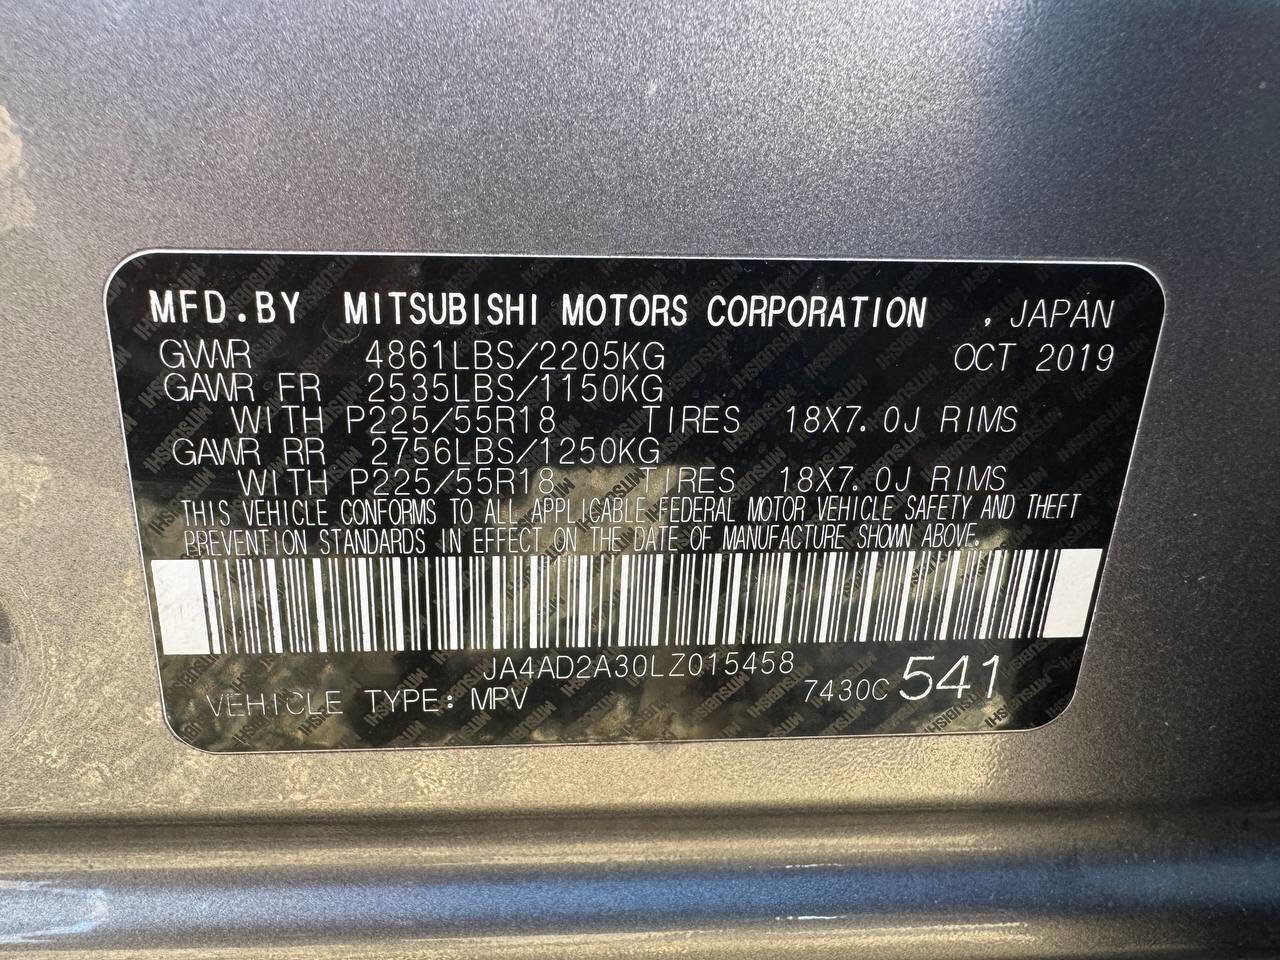 MFD.BY MITSUBISHI MOTORS CORPORATION , JAPAN
GVWR 4861LBS/2205KG OCT 2019
GAWR FR 2535LBS/1150KG
WITH P225/55R18 TIRES 18X7.0J RIMS
GAWR RR 2756LBS/1250KG
WITH P225/55R18 TIRES 18X7.0J RIMS
THIS VEHICLE CONFORMS TO ALL APPLICABLE FEDERAL MOTOR VEHICLE SAFETY AND THEFT
PREVENTION STANDARDS IN EFFECT ON THE DATE OF MANUFACTURE SHOWN ABOVE.
JA4AD2A30LZ015458
VEHICLE TYPE: MPV 7430C 541